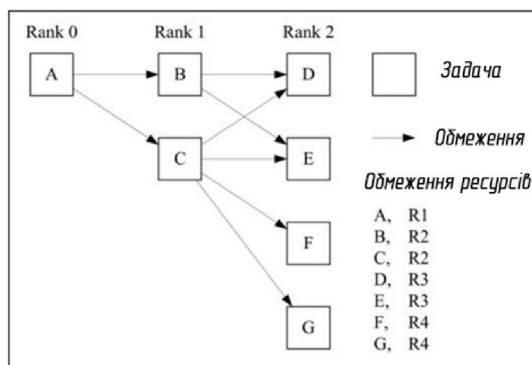 Rank 0 Rank 1 Rank 2
A B D
Задача
C E
Обмеження
Обмеження ресурсів
F
G
A, R1
B, R2
C, R2
D, R3
E, R3
F, R4
G, R4